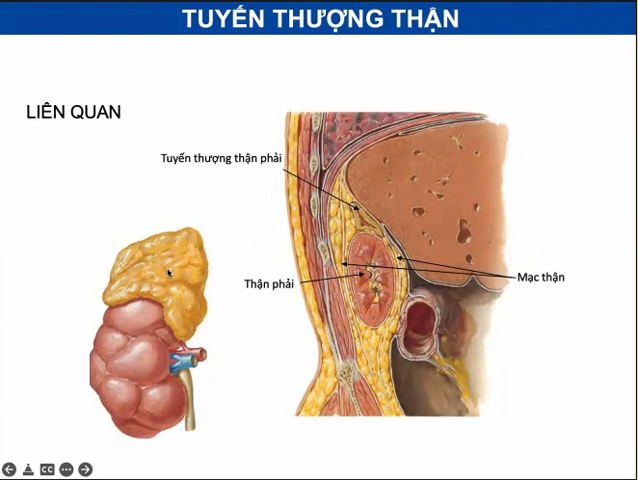 TUYẾN THƯỢNG THẬN
LIÊN QUAN
Tuyến thượng thận phải
Thận phải
Mạc thận
CC